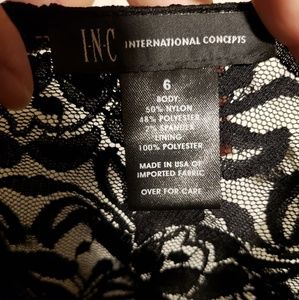 I·N·C INTERNATIONAL CONCEPTS
6
BODY:
50% NYLON
48% POLYESTER
2% SPANDEX
LINING
100% POLYESTER
MADE IN USA OF
IMPORTED FABRIC
OVER FOR CARE